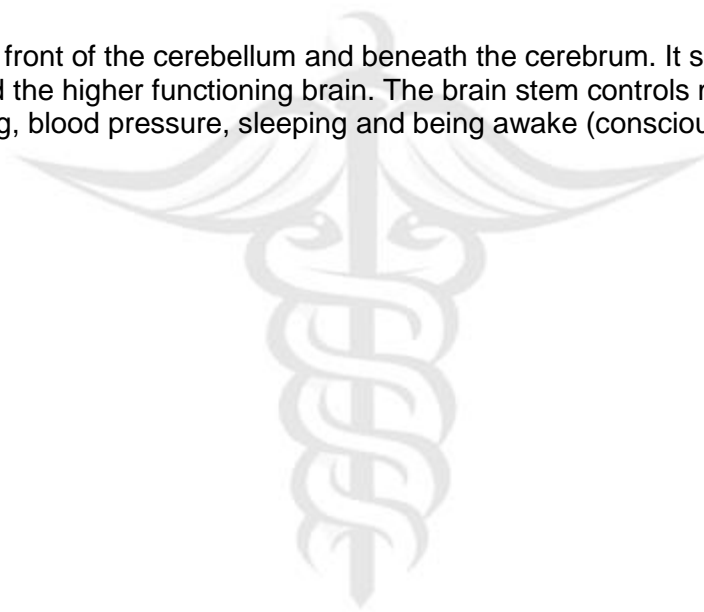 front of the cerebellum and beneath the cerebrum. It s
the higher functioning brain. The brain stem controls
blood pressure, sleeping and being awake (consciou